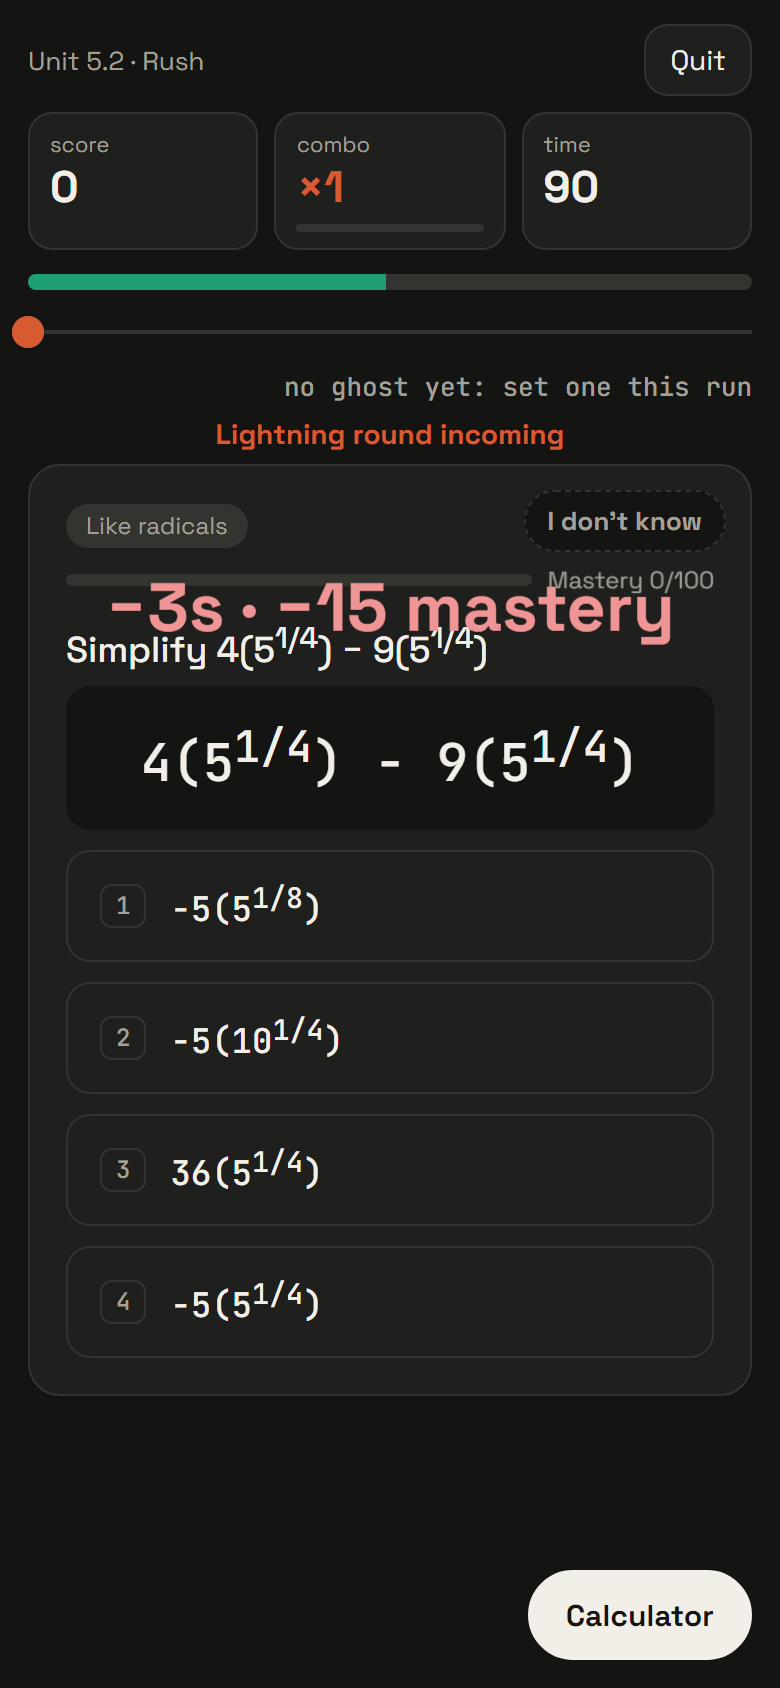 Unit 5.2 · Rush
Quit
score
0
combo
×1
time
90
no ghost yet: set one this run
Lightning round incoming
Like radicals
I don't know
Mastery 0/100
−3s · −15 mastery
Simplify 4(5^1/4) − 9(5^1/4)
4(5^1/4) - 9(5^1/4)
1 -5(5^1/8)
2 -5(10^1/4)
3 36(5^1/4)
4 -5(5^1/4)
Calculator